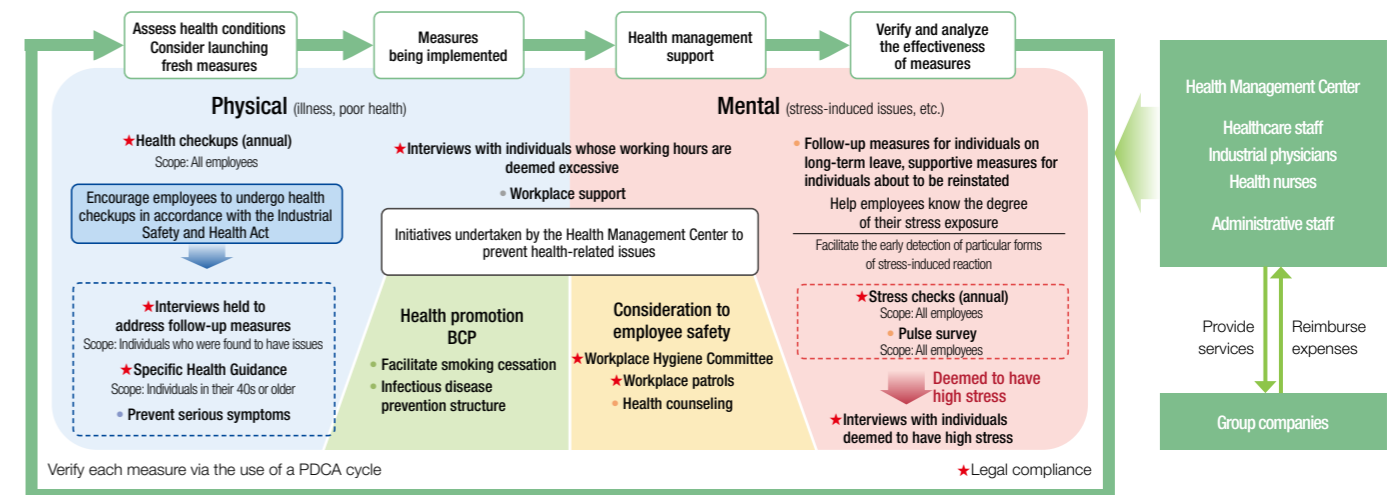 Assess health conditions
Consider launching
fresh measures
Measures
being implemented
Health management
support
Verify and analyze
the effectiveness
of measures
Physical (illness, poor health)
★Health checkups (annual)
Scope: All employees
Encourage employees to undergo health
checkups in accordance with the Industrial
Safety and Health Act
★Interviews held to
address follow-up measures
Scope: Individuals who were found to have issues
★Specific Health Guidance
Scope: Individuals in their 40s or older
• Prevent serious symptoms
★Interviews with individuals whose working hours are
deemed excessive
• Workplace support
Initiatives undertaken by the Health Management Center to
prevent health-related issues
Health promotion
BCP
• Facilitate smoking cessation
• Infectious disease
prevention structure
Consideration to
employee safety
★Workplace Hygiene Committee
★Workplace patrols
• Health counseling
Mental (stress-induced issues, etc.)
• Follow-up measures for individuals on
long-term leave, supportive measures for
individuals about to be reinstated
Help employees know the degree
of their stress exposure
Facilitate the early detection of particular forms
of stress-induced reaction
★Stress checks (annual)
Scope: All employees
• Pulse survey
Scope: All employees
Deemed to have
high stress
★Interviews with individuals
deemed to have high stress
Verify each measure via the use of a PDCA cycle
★Legal compliance
Health Management Center
Healthcare staff
Industrial physicians
Health nurses
Administrative staff
Provide
services
Reimburse
expenses
Group companies